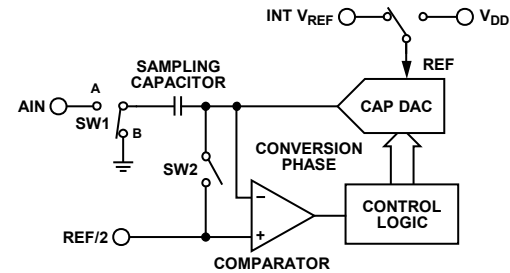 INT VREF
VDD
REF
SAMPLING
CAPACITOR
CAP DAC
AIN
A
SW1
B
CONVERSION
PHASE
SW2
CONTROL
LOGIC
REF/2
−
+
COMPARATOR